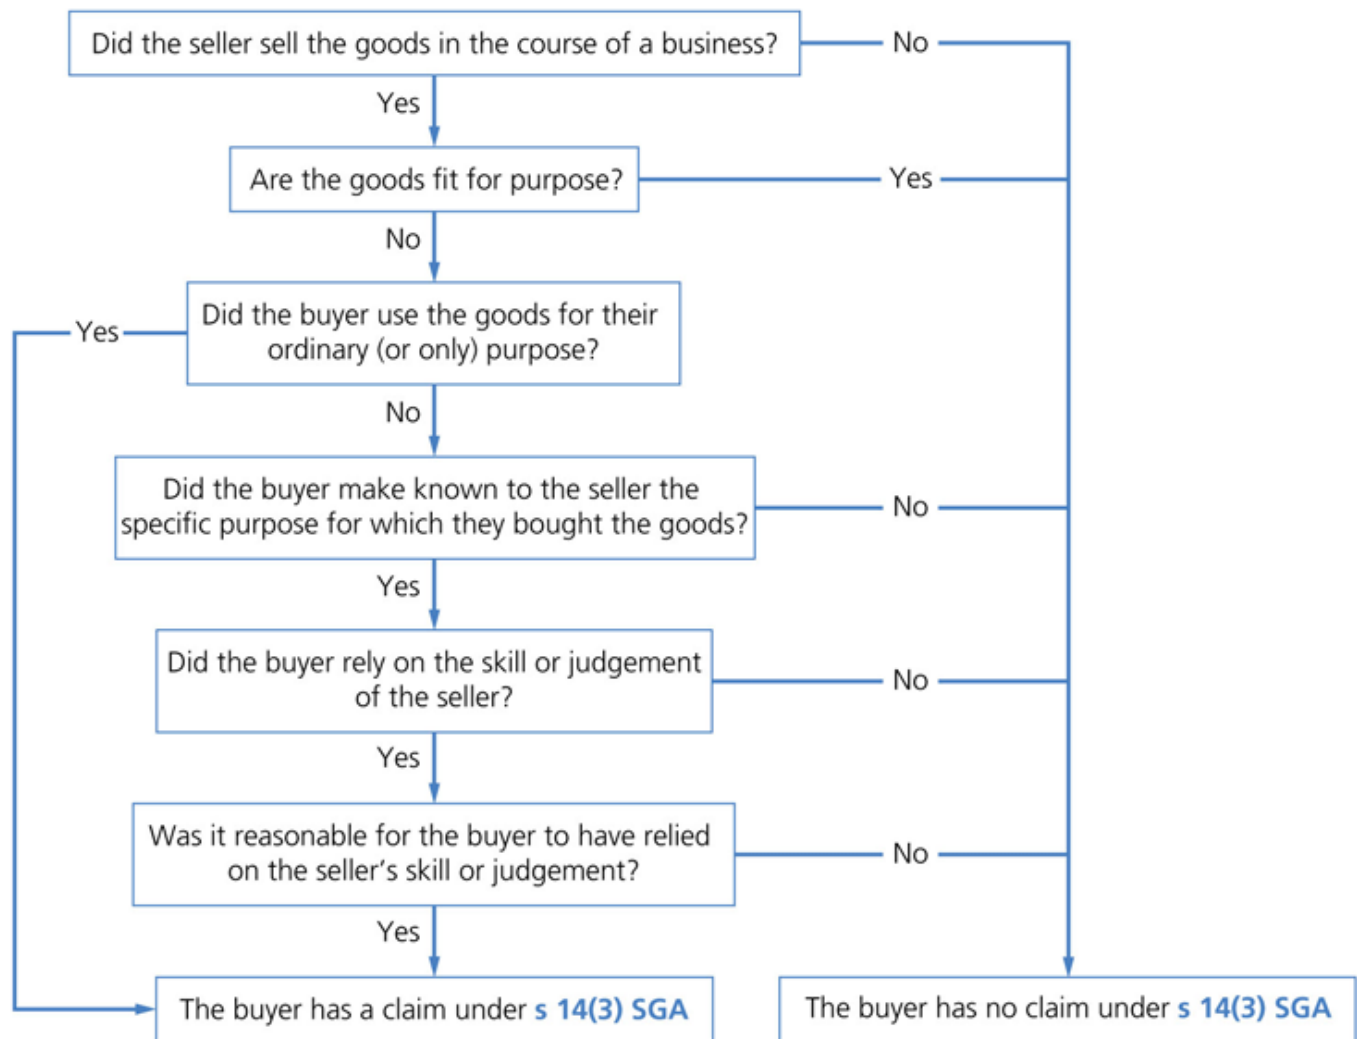 Did the seller sell the goods in the course of a business?
No
Yes
Are the goods fit for purpose?
Yes
No
Did the buyer use the goods for their
ordinary (or only) purpose?
Yes
No
Did the buyer make known to the seller the
specific purpose for which they bought the goods?
No
Yes
Did the buyer rely on the skill or judgement
of the seller?
No
Yes
Was it reasonable for the buyer to have relied
on the seller’s skill or judgement?
No
Yes
The buyer has a claim under s 14(3) SGA
The buyer has no claim under s 14(3) SGA